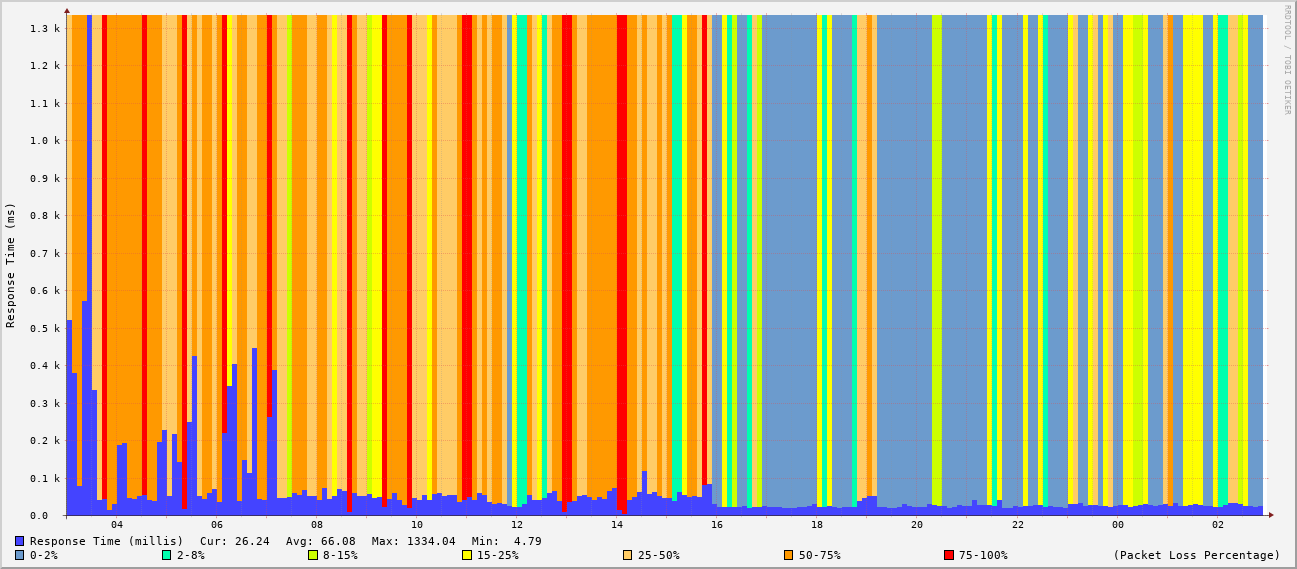 RRDTOOL / TOBI OETIKER
Response Time (ms)
1.3 k
1.2 k
1.1 k
1.0 k
0.9 k
0.8 k
0.7 k
0.6 k
0.5 k
0.4 k
0.3 k
0.2 k
0.1 k
0.0
04 06 08 10 12 14 16 18 20 22 00 02
Response Time (millis) Cur: 26.24 Avg: 66.08 Max: 1334.04 Min: 4.79
0-2% 2-8% 8-15% 15-25% 25-50% 50-75% 75-100% (Packet Loss Percentage)